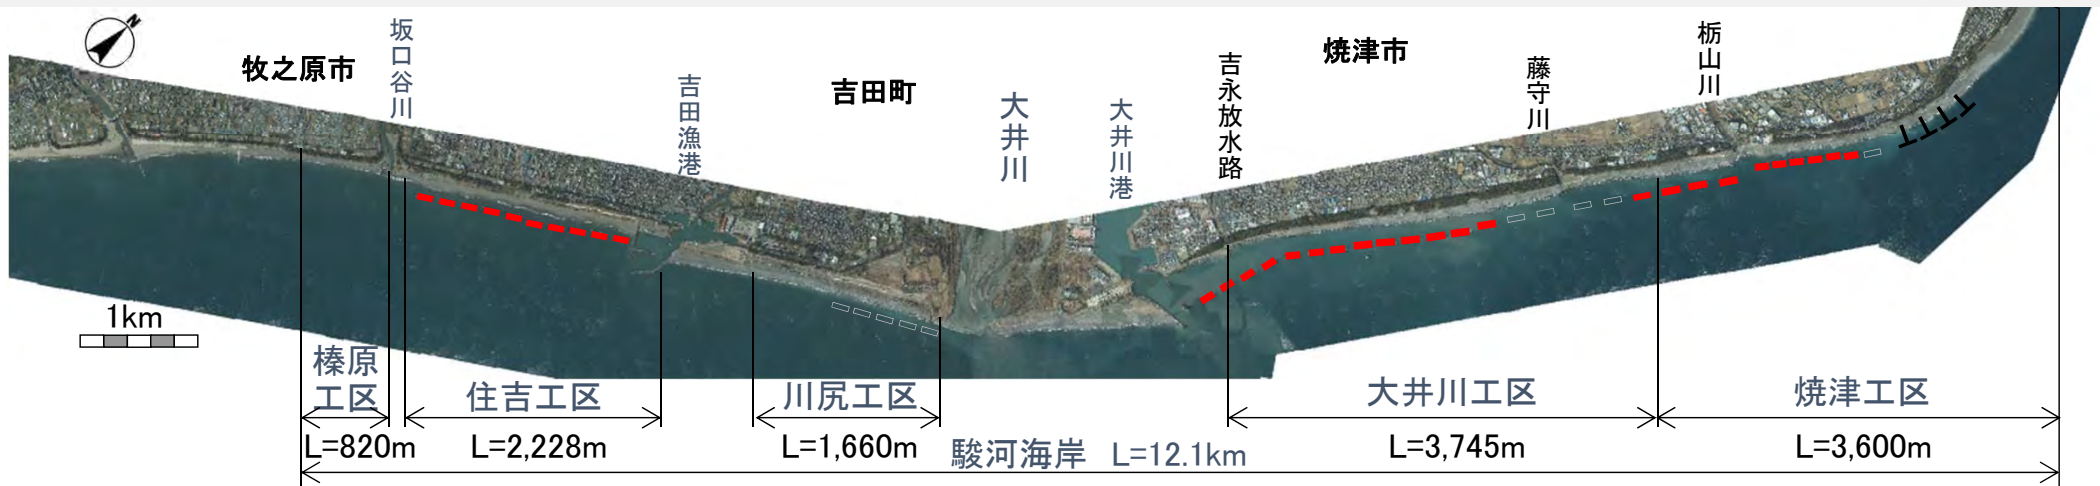 N
牧之原市
坂口谷川
吉田漁港
吉田町
大井川
大井川港
吉永放水路
焼津市
藤守川
栃山川
1km
榛原
工区
住吉工区
川尻工区
大井川工区
焼津工区
L=820m
L=2,228m
L=1,660m
L=3,745m
L=3,600m
駿河海岸 L=12.1km